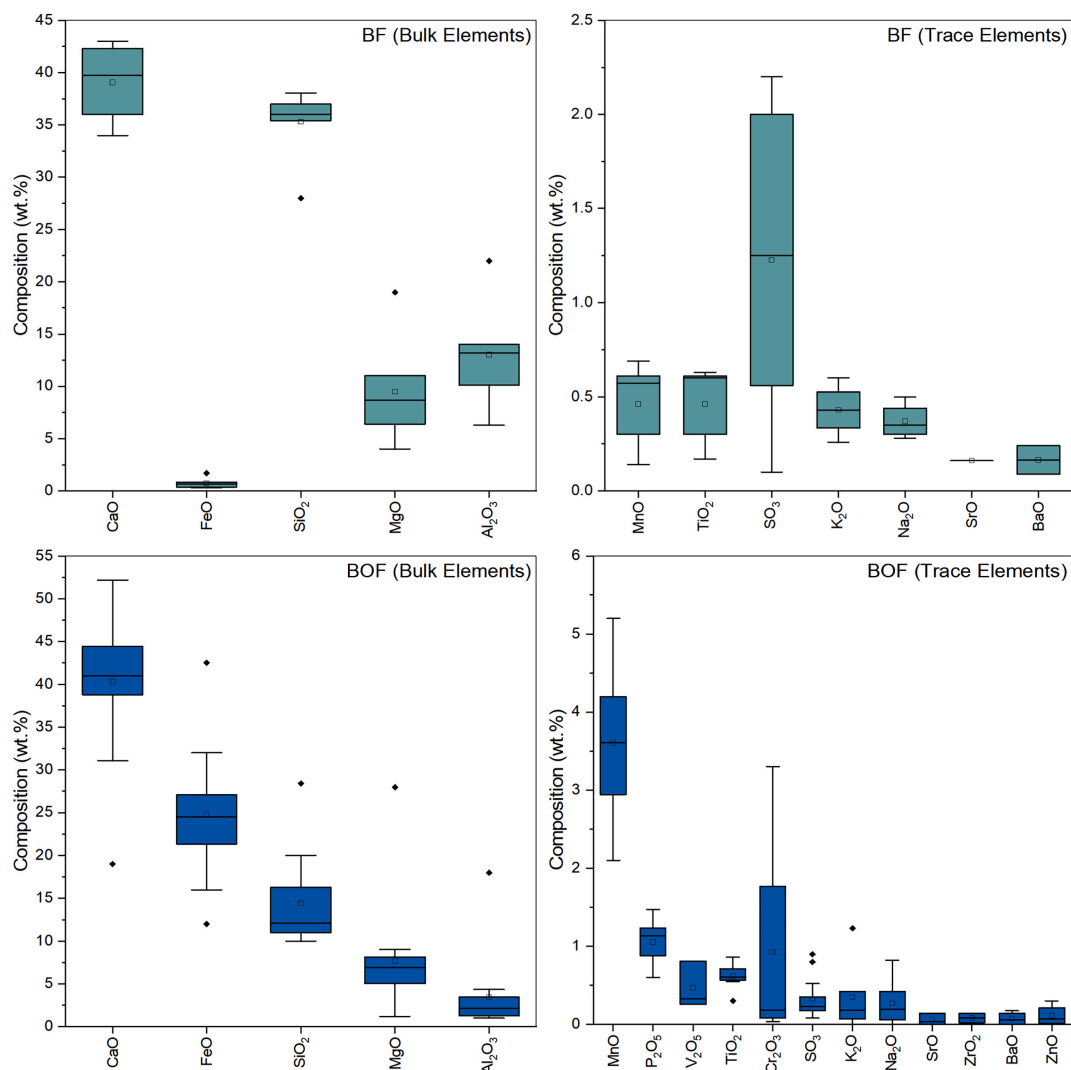 BF (Bulk Elements)
Composition (wt.%)
45
40
35
30
25
20
15
10
5
0
CaO
FeO
SiO₂
MgO
Al₂O₃
BF (Trace Elements)
Composition (wt.%)
2.5
2.0
1.5
1.0
0.5
0.0
MnO
TiO₂
SO₃
K₂O
Na₂O
SrO
BaO
BOF (Bulk Elements)
Composition (wt.%)
55
50
45
40
35
30
25
20
15
10
5
0
CaO
FeO
SiO₂
MgO
Al₂O₃
BOF (Trace Elements)
Composition (wt.%)
6
5
4
3
2
1
0
MnO
P₂O₅
V₂O₅
TiO₂
Cr₂O₃
SO₃
K₂O
Na₂O
SrO
ZrO₂
BaO
ZnO